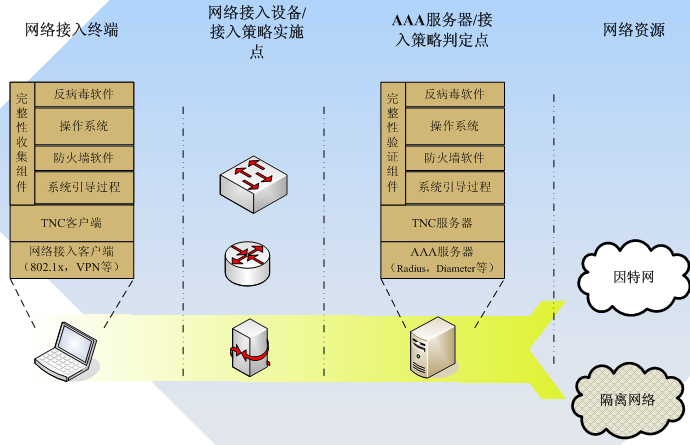 网络接入终端
网络接入设备/
接入策略实施
点
AAA服务器/接
入策略判定点
网络资源
完整性收集组件
反病毒软件
操作系统
防火墙软件
系统引导过程
TNC客户端
网络接入客户端
（802.1x，VPN等）
完整性验证组件
反病毒软件
操作系统
防火墙软件
系统引导过程
TNC服务器
AAA服务器
（Radius，Diameter等）
因特网
隔离网络